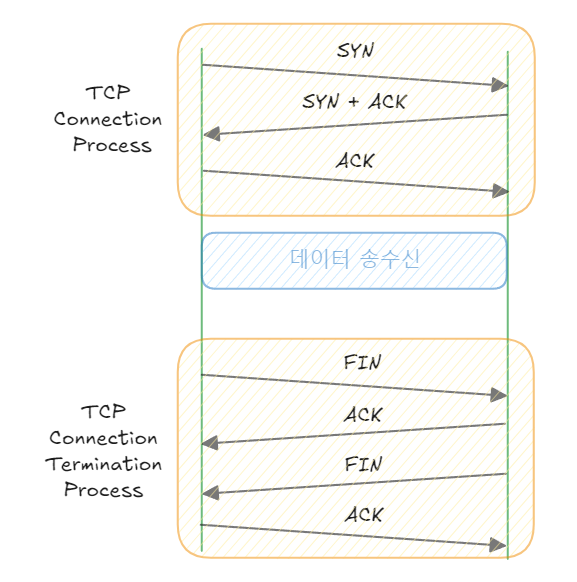 TCP
Connection
Process
SYN
SYN + ACK
ACK
데이터 송수신
TCP
Connection
Termination
Process
FIN
ACK
FIN
ACK